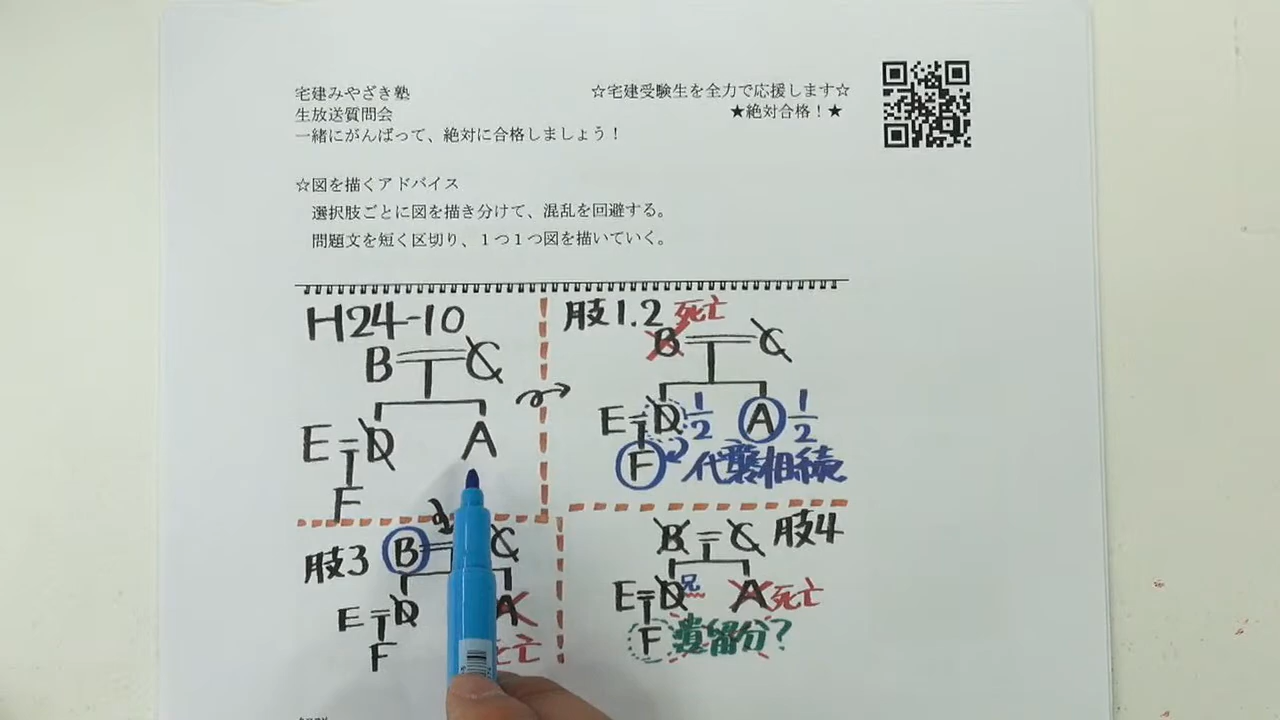 宅建みやざき塾
生放送質問会
一緒にがんばって、絶対に合格しましょう！
☆宅建受験生を全力で応援します☆
★絶対合格！★
☆図を描くアドバイス
選択肢ごとに図を描き分けて、混乱を回避する。
問題文を短く区切り、１つ１つ図を描いていく。
H24-10
B C
E D A
F
肢1.2 死亡
B C
E D 1/2 A 1/2
F 代襲相続
肢3
B C
E D A
F
肢4
B C
E D 兄 A 死亡
F 遺留分?